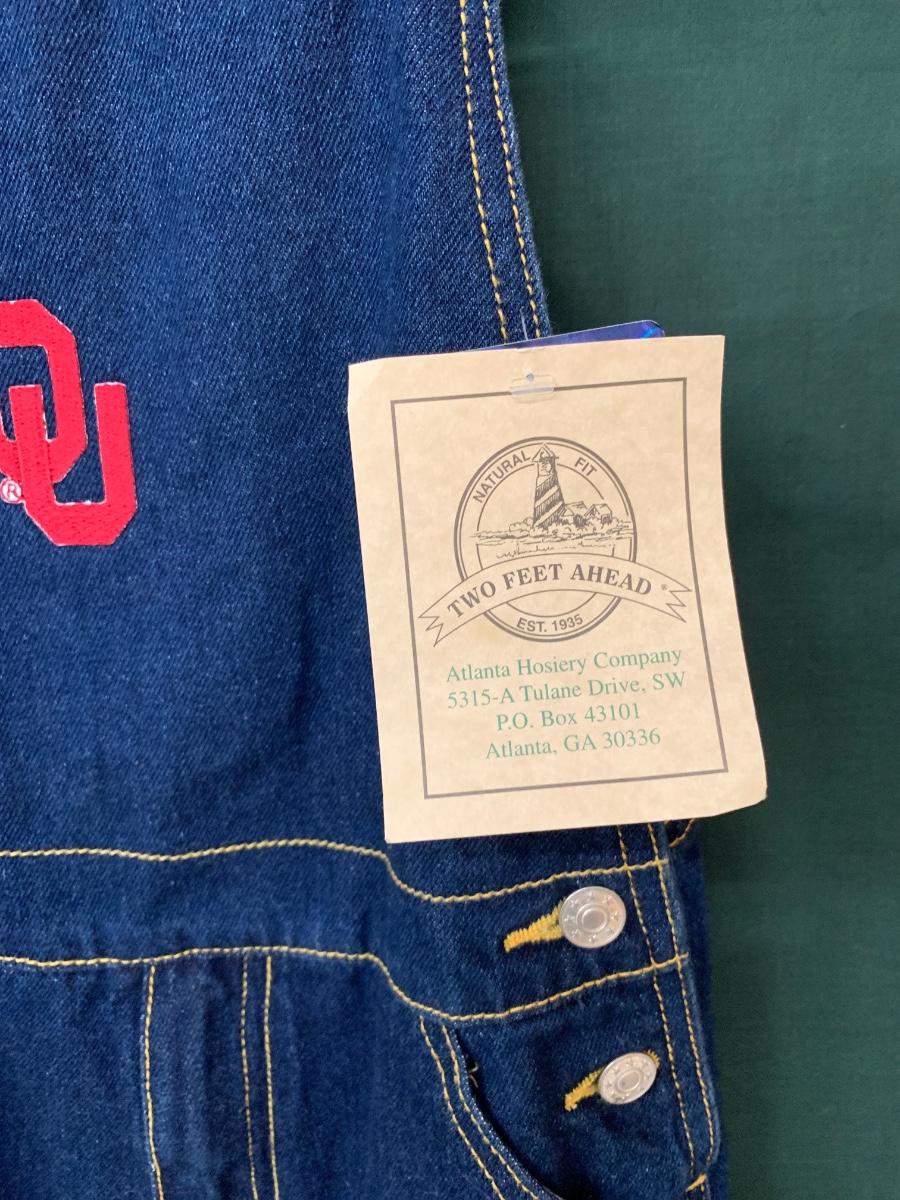 OU
®
NATURAL FIT
TWO FEET AHEAD ®
EST. 1935
Atlanta Hosiery Company
5315-A Tulane Drive, SW
P.O. Box 43101
Atlanta, GA 30336